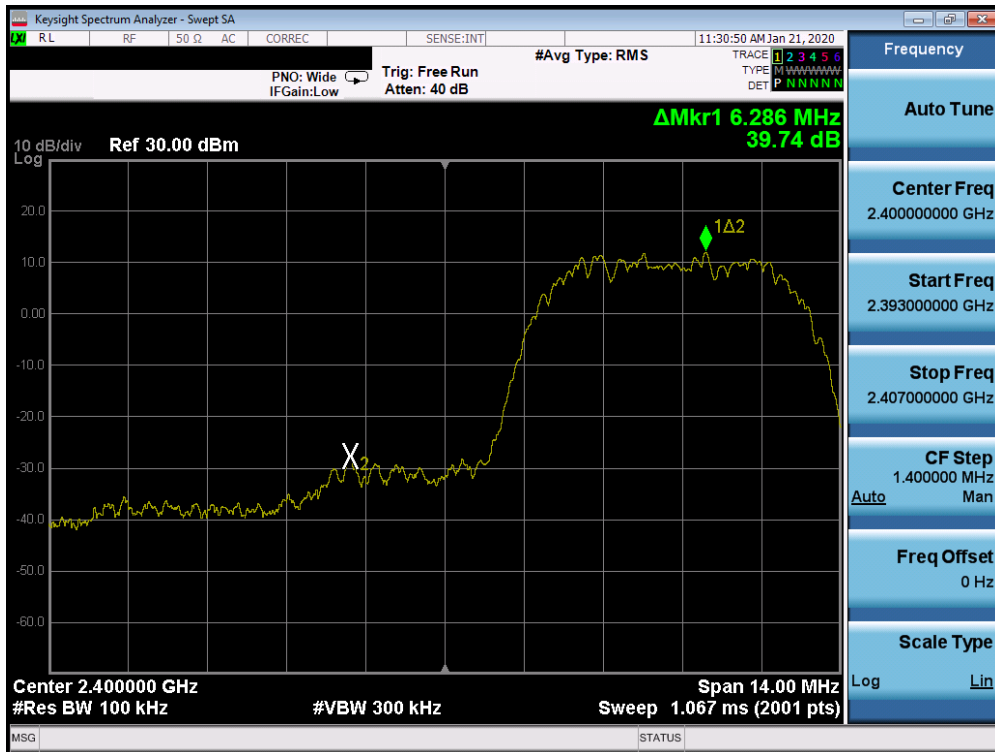 Keysight Spectrum Analyzer - Swept SA
LXI RL RF 50 Ω AC CORREC SENSE:INT 11:30:50 AM Jan 21, 2020
#Avg Type: RMS
TRACE 1 2 3 4 5 6
TYPE M W W W W W
DET P N N N N N
PNO: Wide
IFGain:Low
Trig: Free Run
Atten: 40 dB
ΔMkr1 6.286 MHz
39.74 dB
10 dB/div
Log
Ref 30.00 dBm
20.0
10.0
0.00
-10.0
-20.0
-30.0
-40.0
-50.0
-60.0
1Δ2
X2
Center 2.400000 GHz
Span 14.00 MHz
#Res BW 100 kHz
#VBW 300 kHz
Sweep 1.067 ms (2001 pts)
MSG
STATUS
Frequency
Auto Tune
Center Freq
2.400000000 GHz
Start Freq
2.393000000 GHz
Stop Freq
2.407000000 GHz
CF Step
1.400000 MHz
Auto Man
Freq Offset
0 Hz
Scale Type
Log Lin